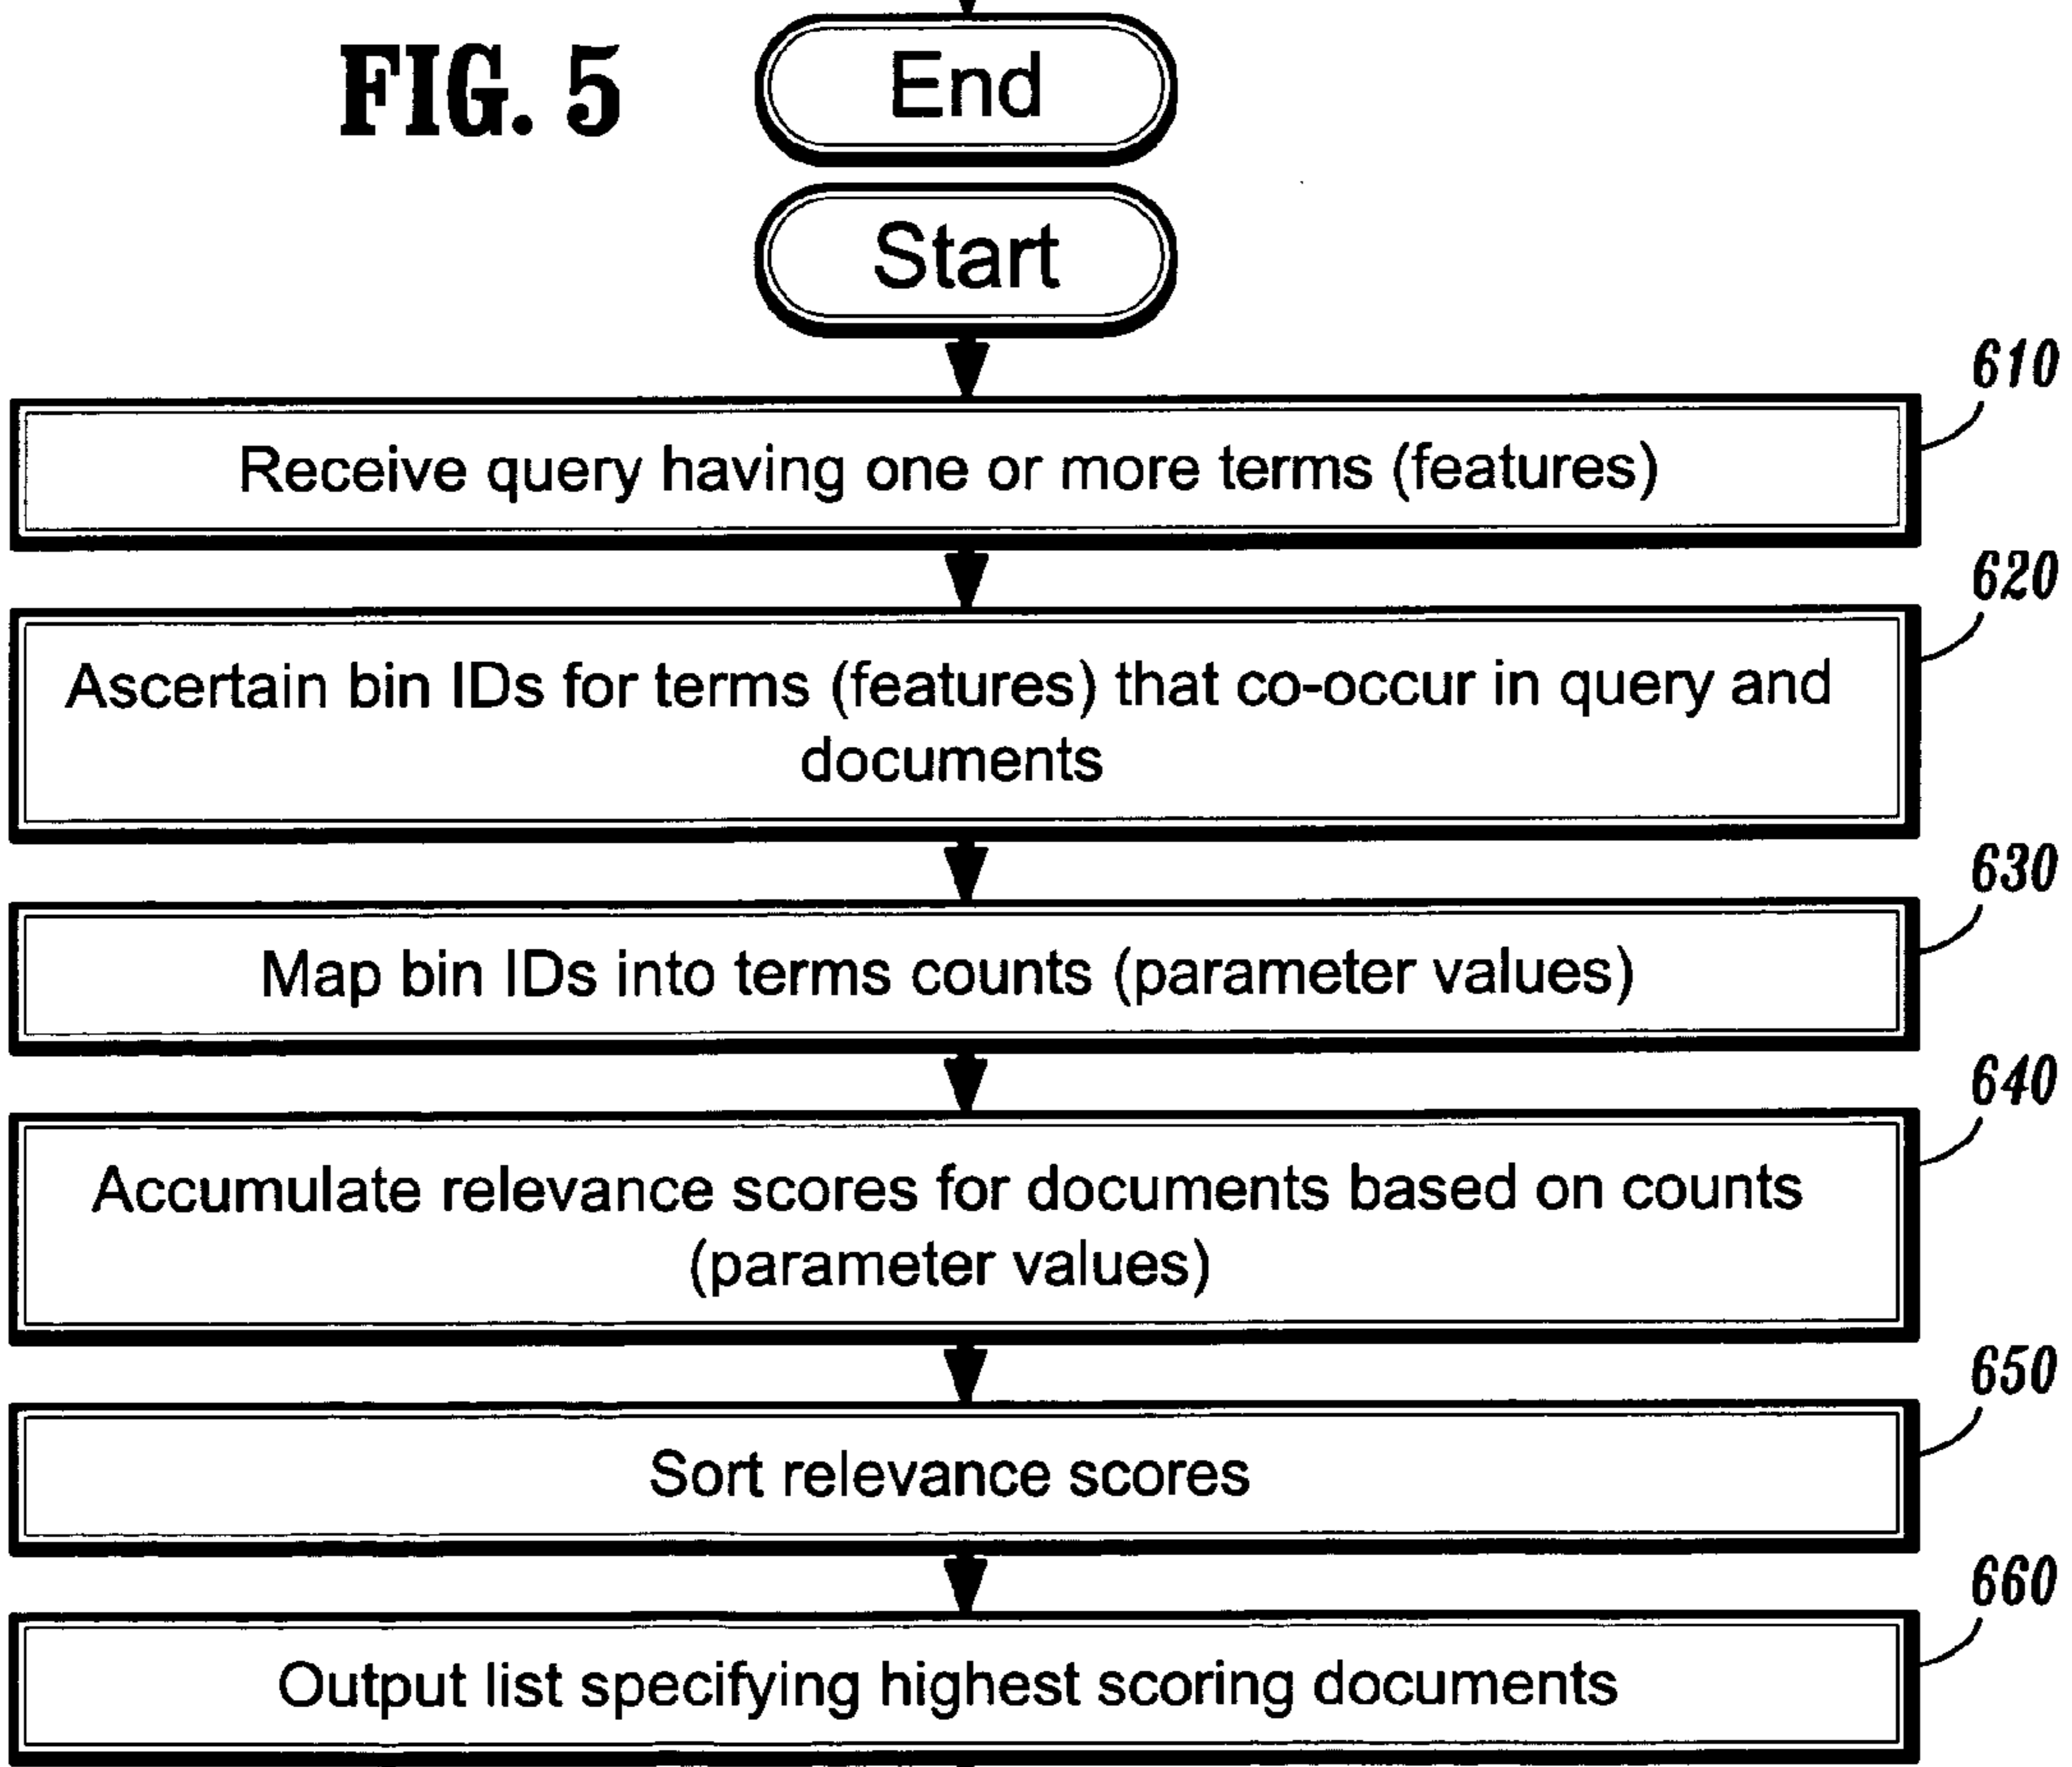 FIG. 5
End
Start
610
Receive query having one or more terms (features)
620
Ascertain bin IDs for terms (features) that co-occur in query and
documents
630
Map bin IDs into terms counts (parameter values)
640
Accumulate relevance scores for documents based on counts
(parameter values)
650
Sort relevance scores
660
Output list specifying highest scoring documents